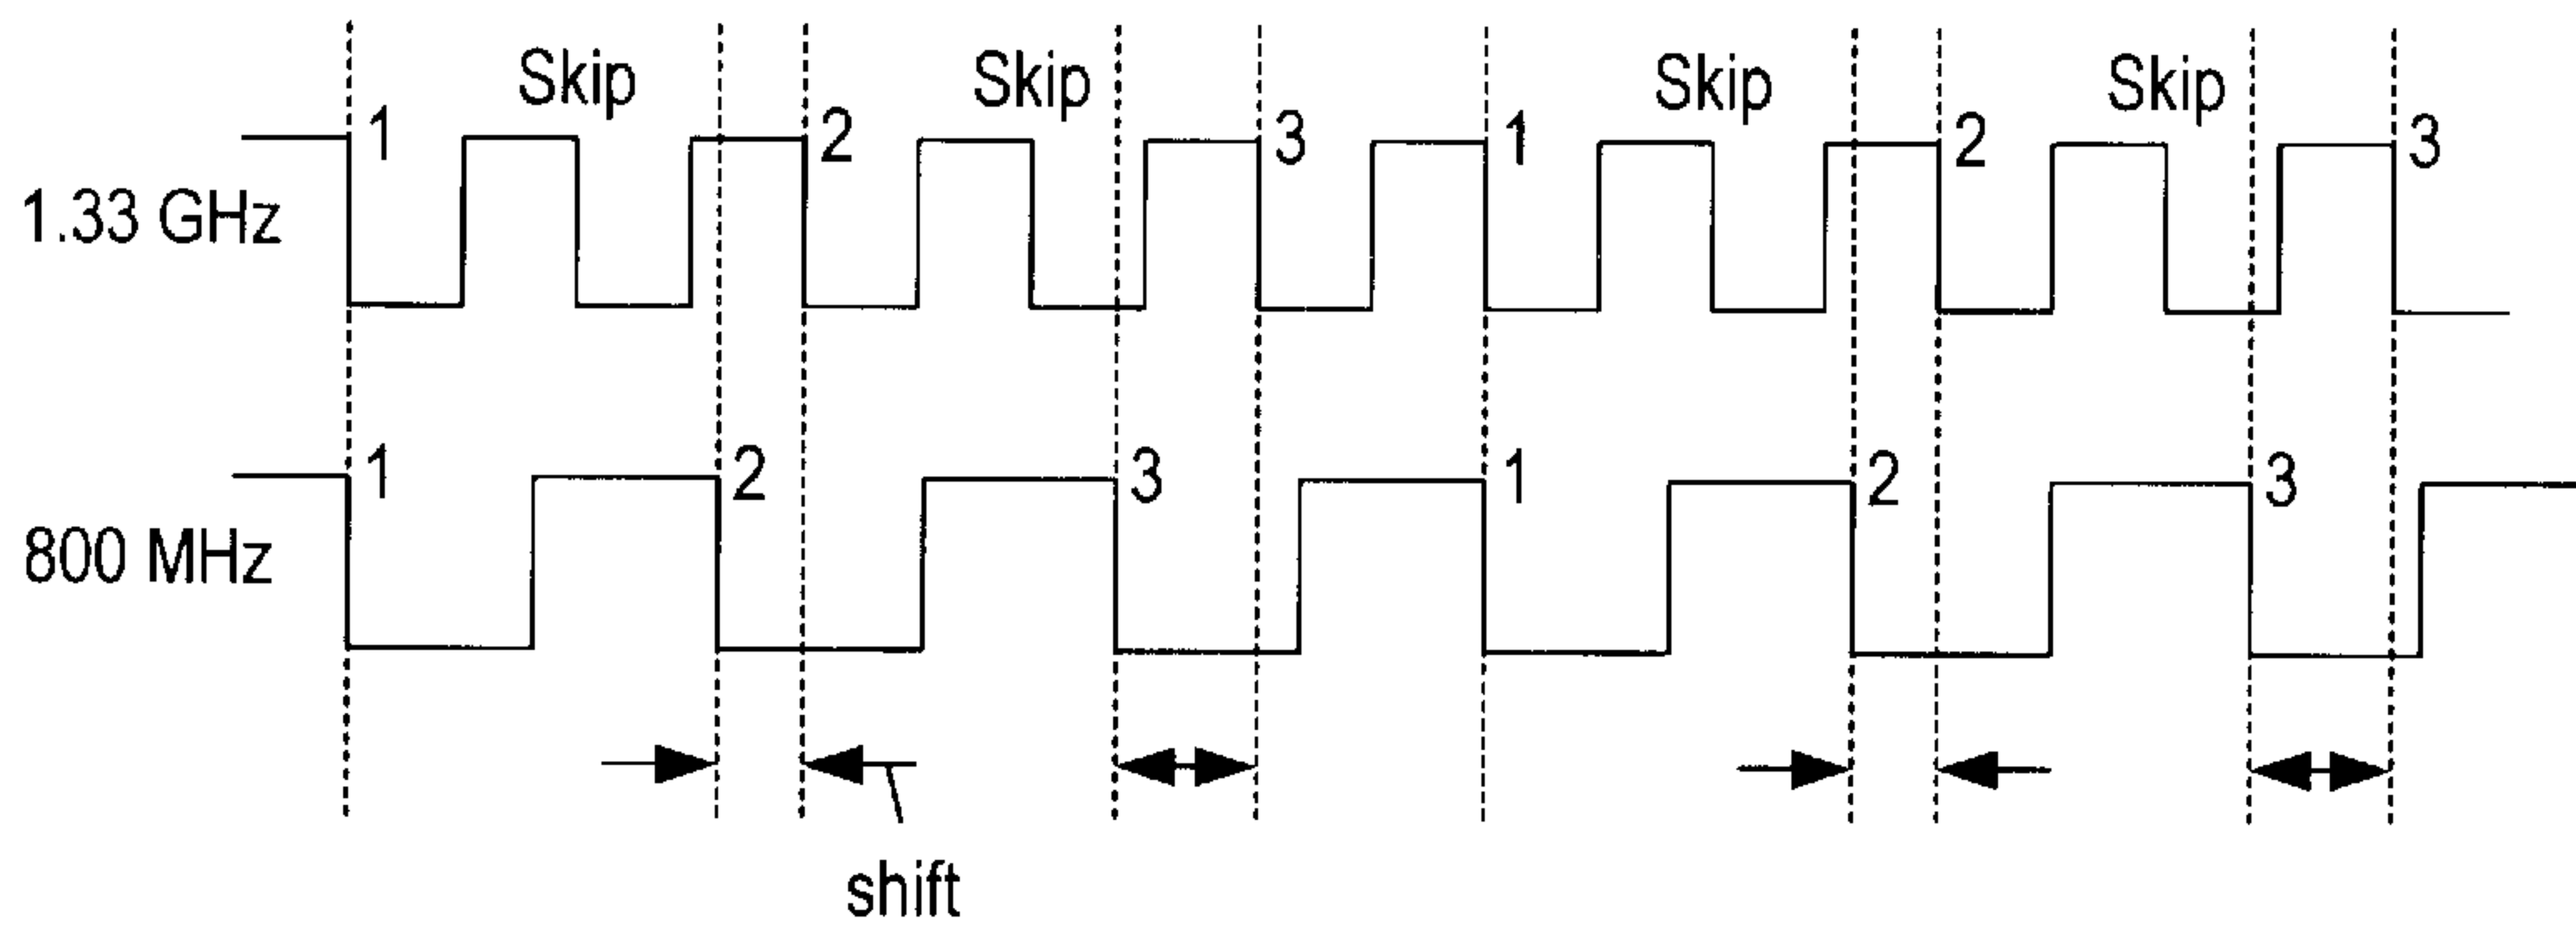 Skip Skip Skip Skip
1 2 3 1 2 3
1.33 GHz
1 2 3 1 2 3
800 MHz
shift